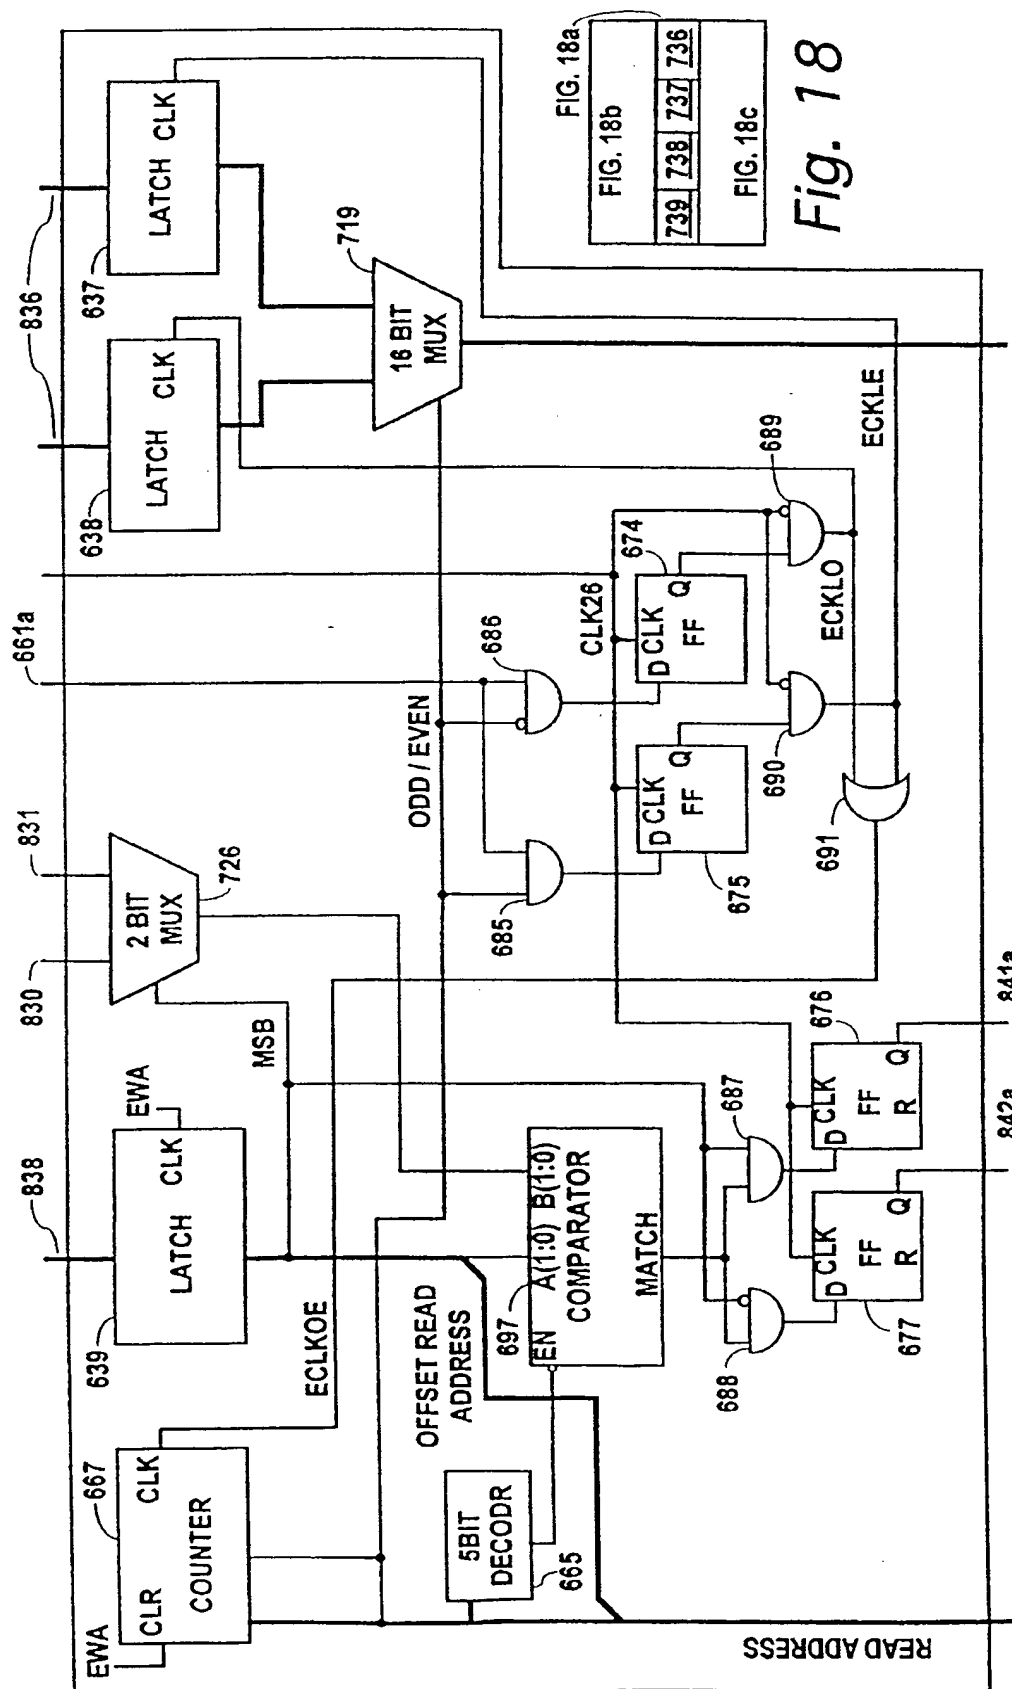 EWA
667
CLR
CLK
COUNTER
639
838
EWA
CLK
LATCH
830
831
2 BIT
MUX
726
661a
638
836
LATCH
CLK
637
LATCH
CLK
ECLKOE
MSB
OFFSET READ
ADDRESS
ODD / EVEN
685
686
16 BIT
MUX
719
5BIT
DECODR
665
697
EN
A(1:0)
B(1:0)
COMPARATOR
MATCH
CLK26
D
CLK
FF
Q
675
D
CLK
FF
Q
674
690
689
691
ECKLO
ECKLE
688
687
D
CLK
FF
R
Q
677
D
CLK
FF
R
Q
676
842a
841a
READ ADDRESS
FIG. 18a
FIG. 18b
739
738
737
736
FIG. 18c
Fig. 18